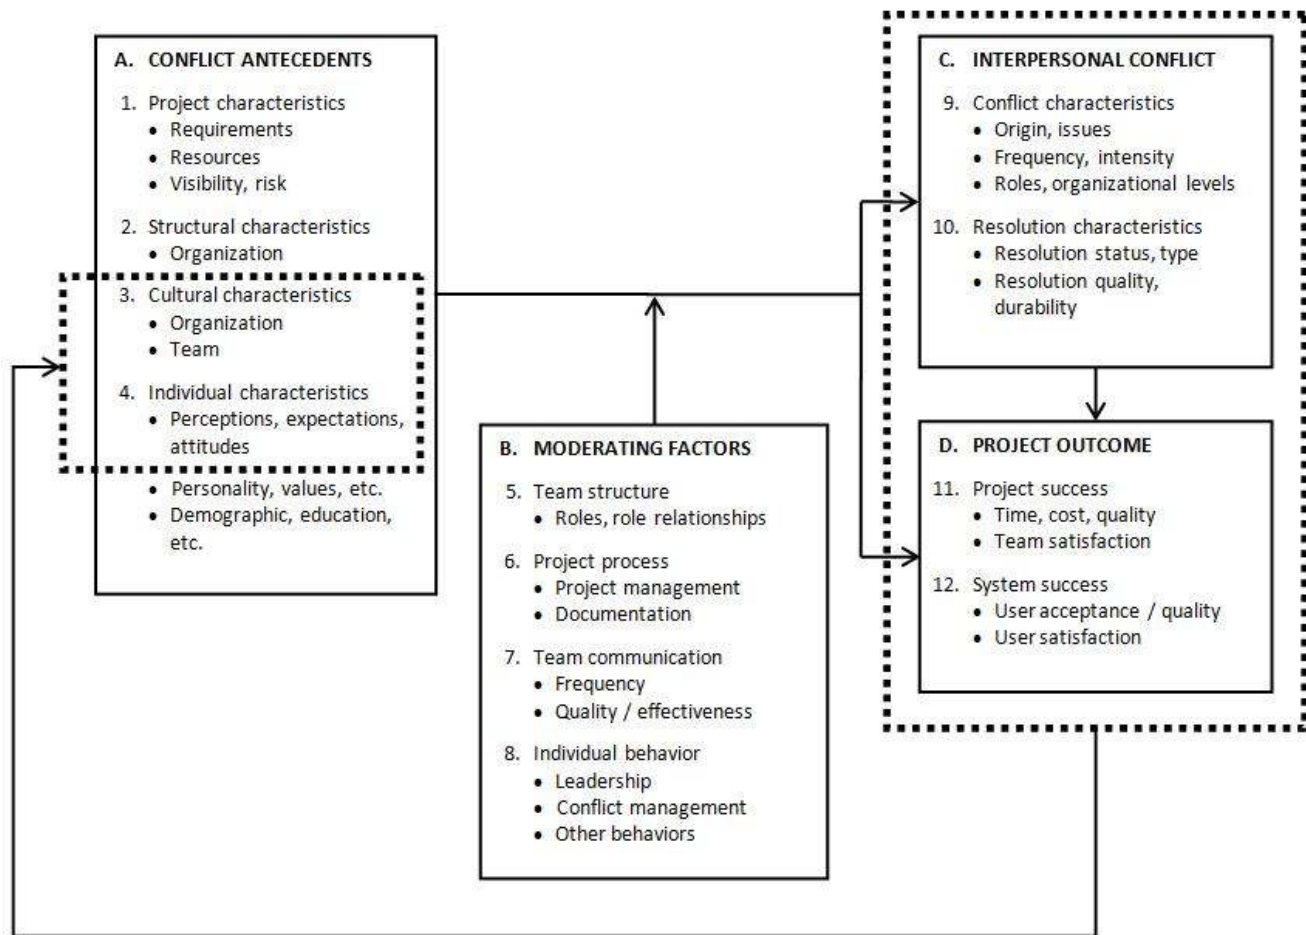 A. CONFLICT ANTECEDENTS
1. Project characteristics
• Requirements
• Resources
• Visibility, risk
2. Structural characteristics
• Organization
3. Cultural characteristics
• Organization
• Team
4. Individual characteristics
• Perceptions, expectations,
attitudes
• Personality, values, etc.
• Demographic, education,
etc.
B. MODERATING FACTORS
5. Team structure
• Roles, role relationships
6. Project process
• Project management
• Documentation
7. Team communication
• Frequency
• Quality / effectiveness
8. Individual behavior
• Leadership
• Conflict management
• Other behaviors
C. INTERPERSONAL CONFLICT
9. Conflict characteristics
• Origin, issues
• Frequency, intensity
• Roles, organizational levels
10. Resolution characteristics
• Resolution status, type
• Resolution quality,
durability
D. PROJECT OUTCOME
11. Project success
• Time, cost, quality
• Team satisfaction
12. System success
• User acceptance / quality
• User satisfaction